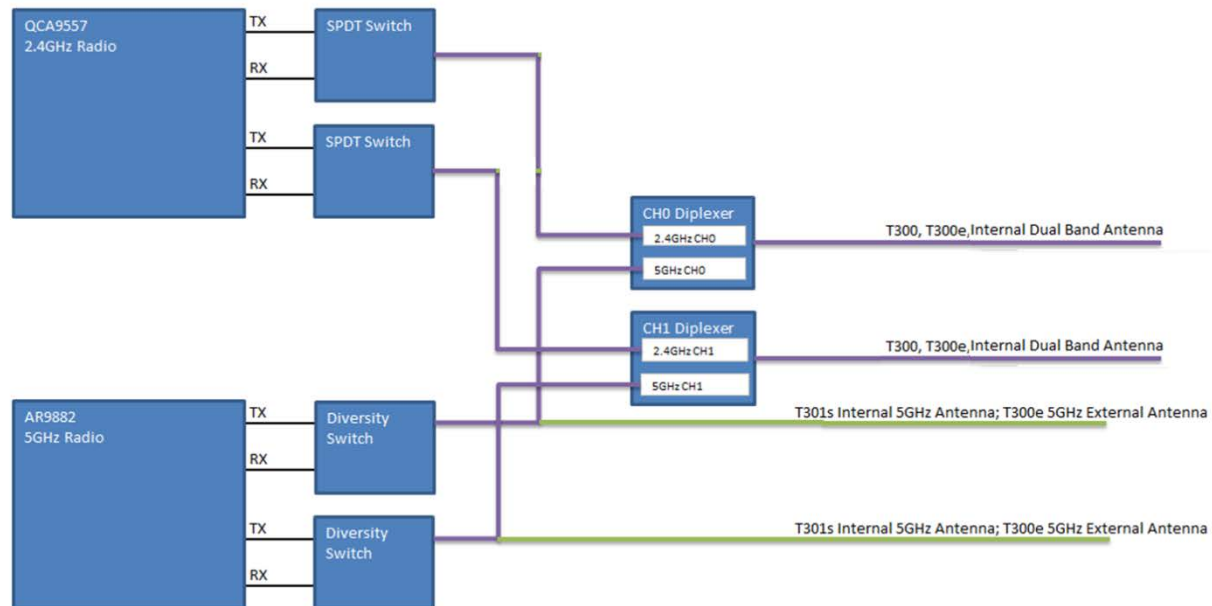 QCA9557
2.4GHz Radio
TX
RX
TX
RX
SPDT Switch
SPDT Switch
CH0 Diplexer
2.4GHz CH0
5GHz CH0
T300, T300e,Internal Dual Band Antenna
CH1 Diplexer
2.4GHz CH1
5GHz CH1
T300, T300e,Internal Dual Band Antenna
AR9882
5GHz Radio
TX
RX
TX
RX
Diversity
Switch
Diversity
Switch
T301s Internal 5GHz Antenna; T300e 5GHz External Antenna
T301s Internal 5GHz Antenna; T300e 5GHz External Antenna